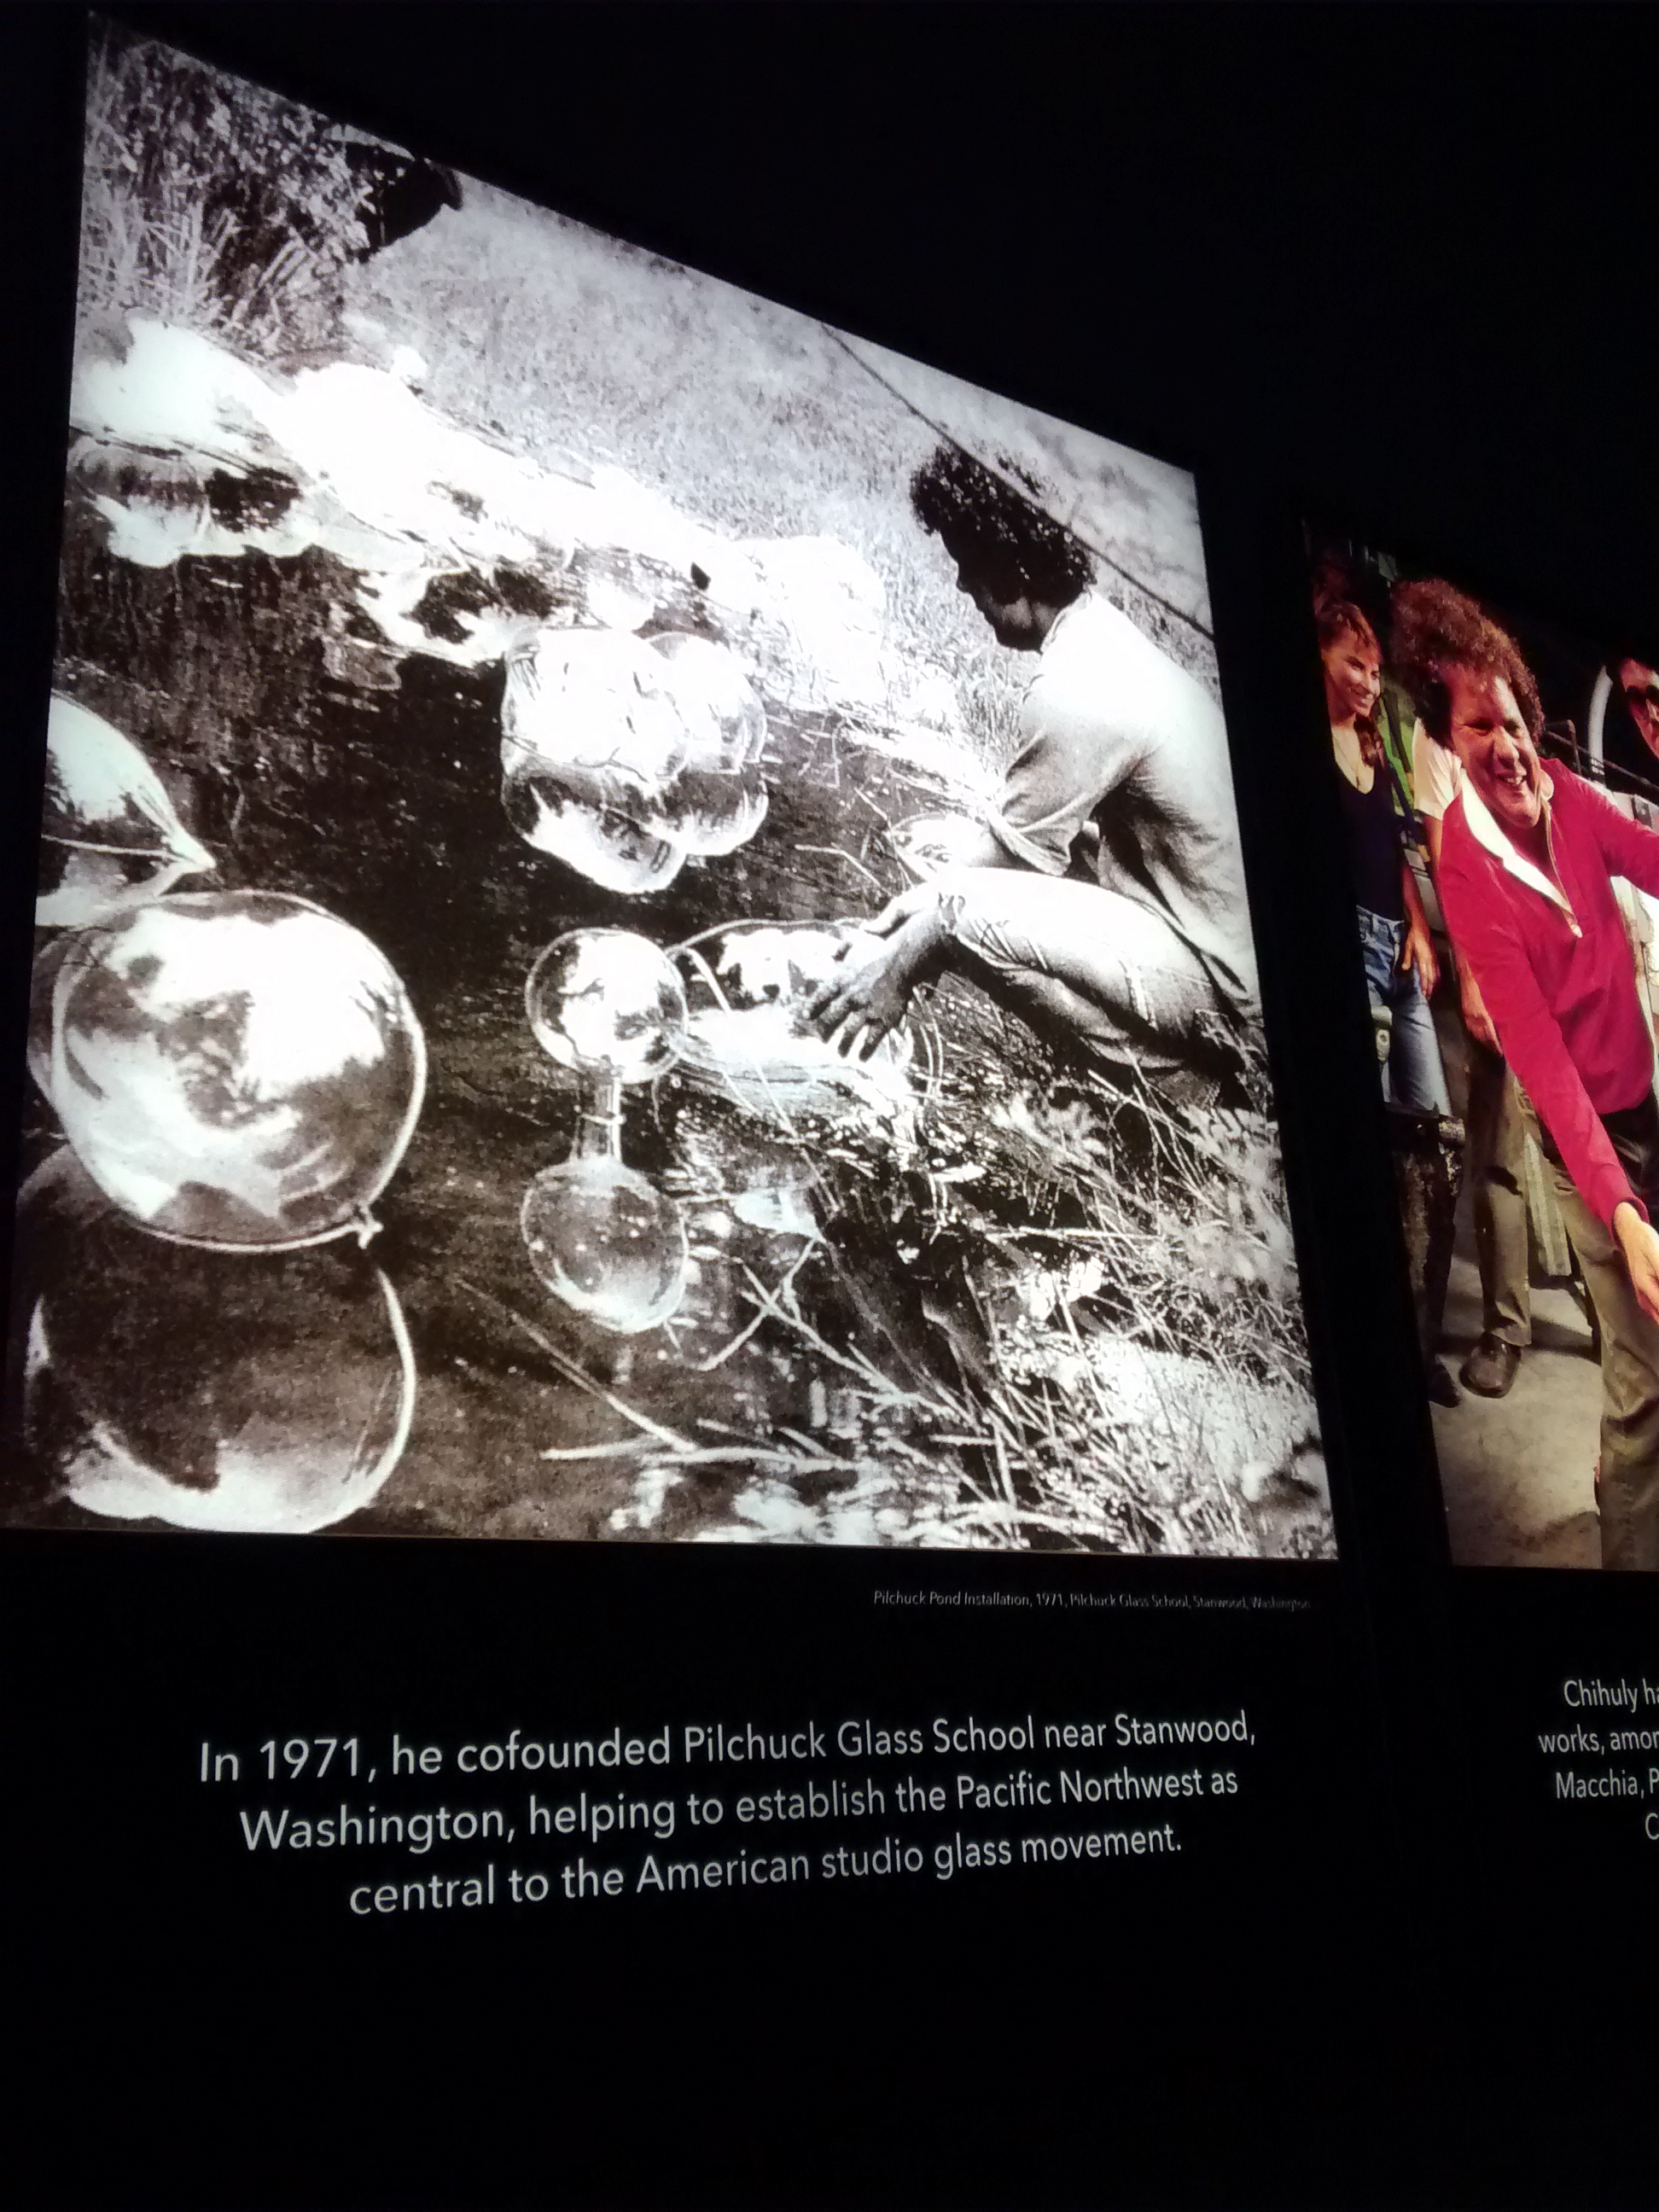 Pilchuck Pond Installation, 1971, Pilchuck Glass School, Stanwood, Washington
In 1971, he cofounded Pilchuck Glass School near Stanwood,
Washington, helping to establish the Pacific Northwest as
central to the American studio glass movement.
Chihuly
works,
Macchia,